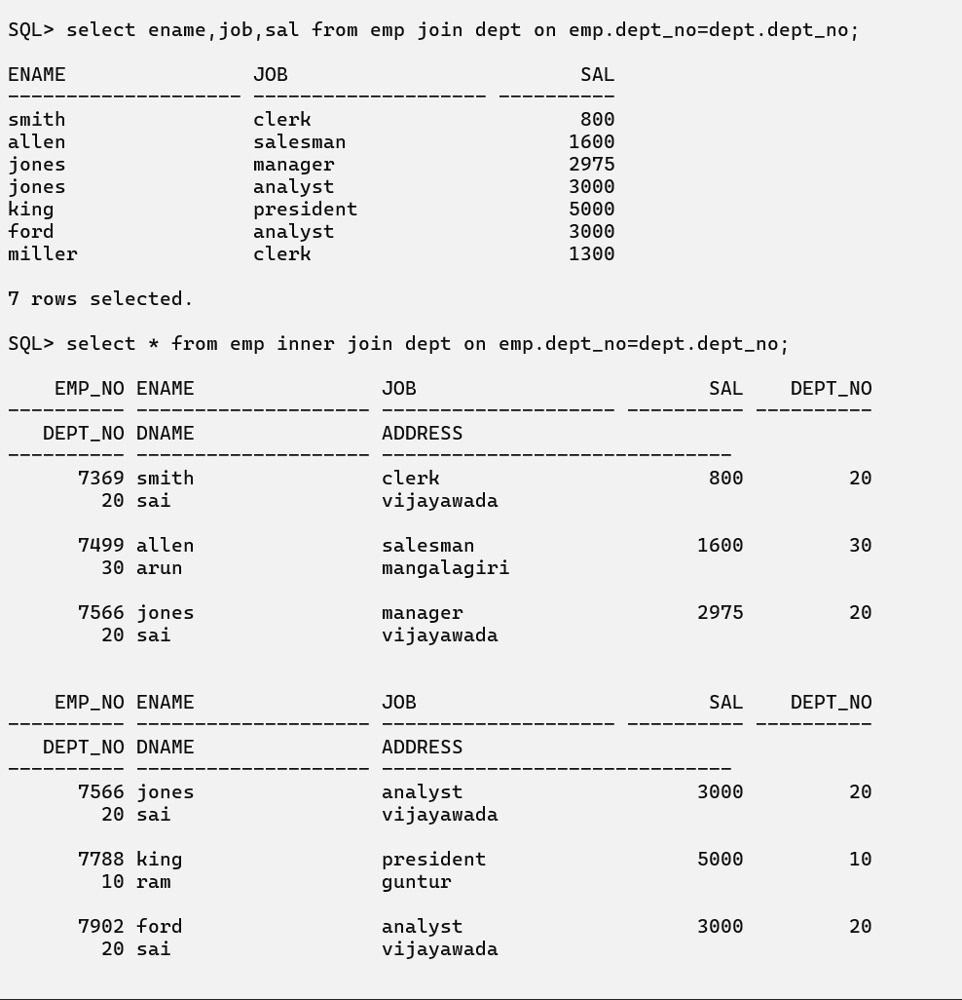 SQL> select ename,job,sal from emp join dept on emp.dept_no=dept.dept_no;
ENAME                JOB                         SAL
-------------------- -------------------- ----------
smith                clerk                       800
allen                salesman                   1600
jones                manager                    2975
jones                analyst                    3000
king                 president                  5000
ford                 analyst                    3000
miller               clerk                      1300
7 rows selected.
SQL> select * from emp inner join dept on emp.dept_no=dept.dept_no;
    EMP_NO ENAME                JOB                         SAL    DEPT_NO
---------- -------------------- -------------------- ---------- ----------
   DEPT_NO DNAME                ADDRESS
---------- -------------------- ------------------------------
      7369 smith                clerk                       800         20
        20 sai                  vijayawada
      7499 allen                salesman                   1600         30
        30 arun                 mangalagiri
      7566 jones                manager                    2975         20
        20 sai                  vijayawada
    EMP_NO ENAME                JOB                         SAL    DEPT_NO
---------- -------------------- -------------------- ---------- ----------
   DEPT_NO DNAME                ADDRESS
---------- -------------------- ------------------------------
      7566 jones                analyst                    3000         20
        20 sai                  vijayawada
      7788 king                 president                  5000         10
        10 ram                  guntur
      7902 ford                 analyst                    3000         20
        20 sai                  vijayawada